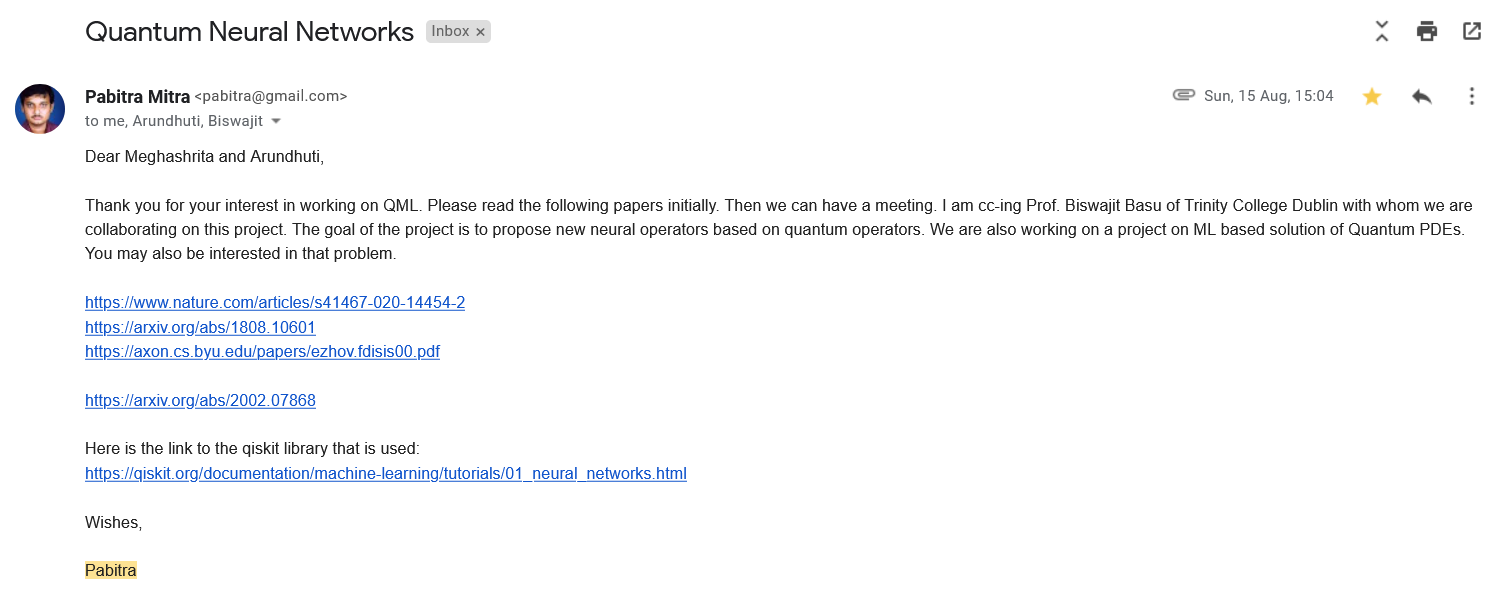 Quantum Neural Networks Inbox ×
Pabitra Mitra <pabitra@gmail.com> Sun, 15 Aug, 15:04
to me, Arundhuti, Biswajit
Dear Meghashrita and Arundhuti,
Thank you for your interest in working on QML. Please read the following papers initially. Then we can have a meeting. I am cc-ing Prof. Biswajit Basu of Trinity College Dublin with whom we are
collaborating on this project. The goal of the project is to propose new neural operators based on quantum operators. We are also working on a project on ML based solution of Quantum PDEs.
You may also be interested in that problem.
https://www.nature.com/articles/s41467-020-14454-2
https://arxiv.org/abs/1808.10601
https://axon.cs.byu.edu/papers/ezhov.fdisis00.pdf
https://arxiv.org/abs/2002.07868
Here is the link to the qiskit library that is used:
https://qiskit.org/documentation/machine-learning/tutorials/01_neural_networks.html
Wishes,
Pabitra